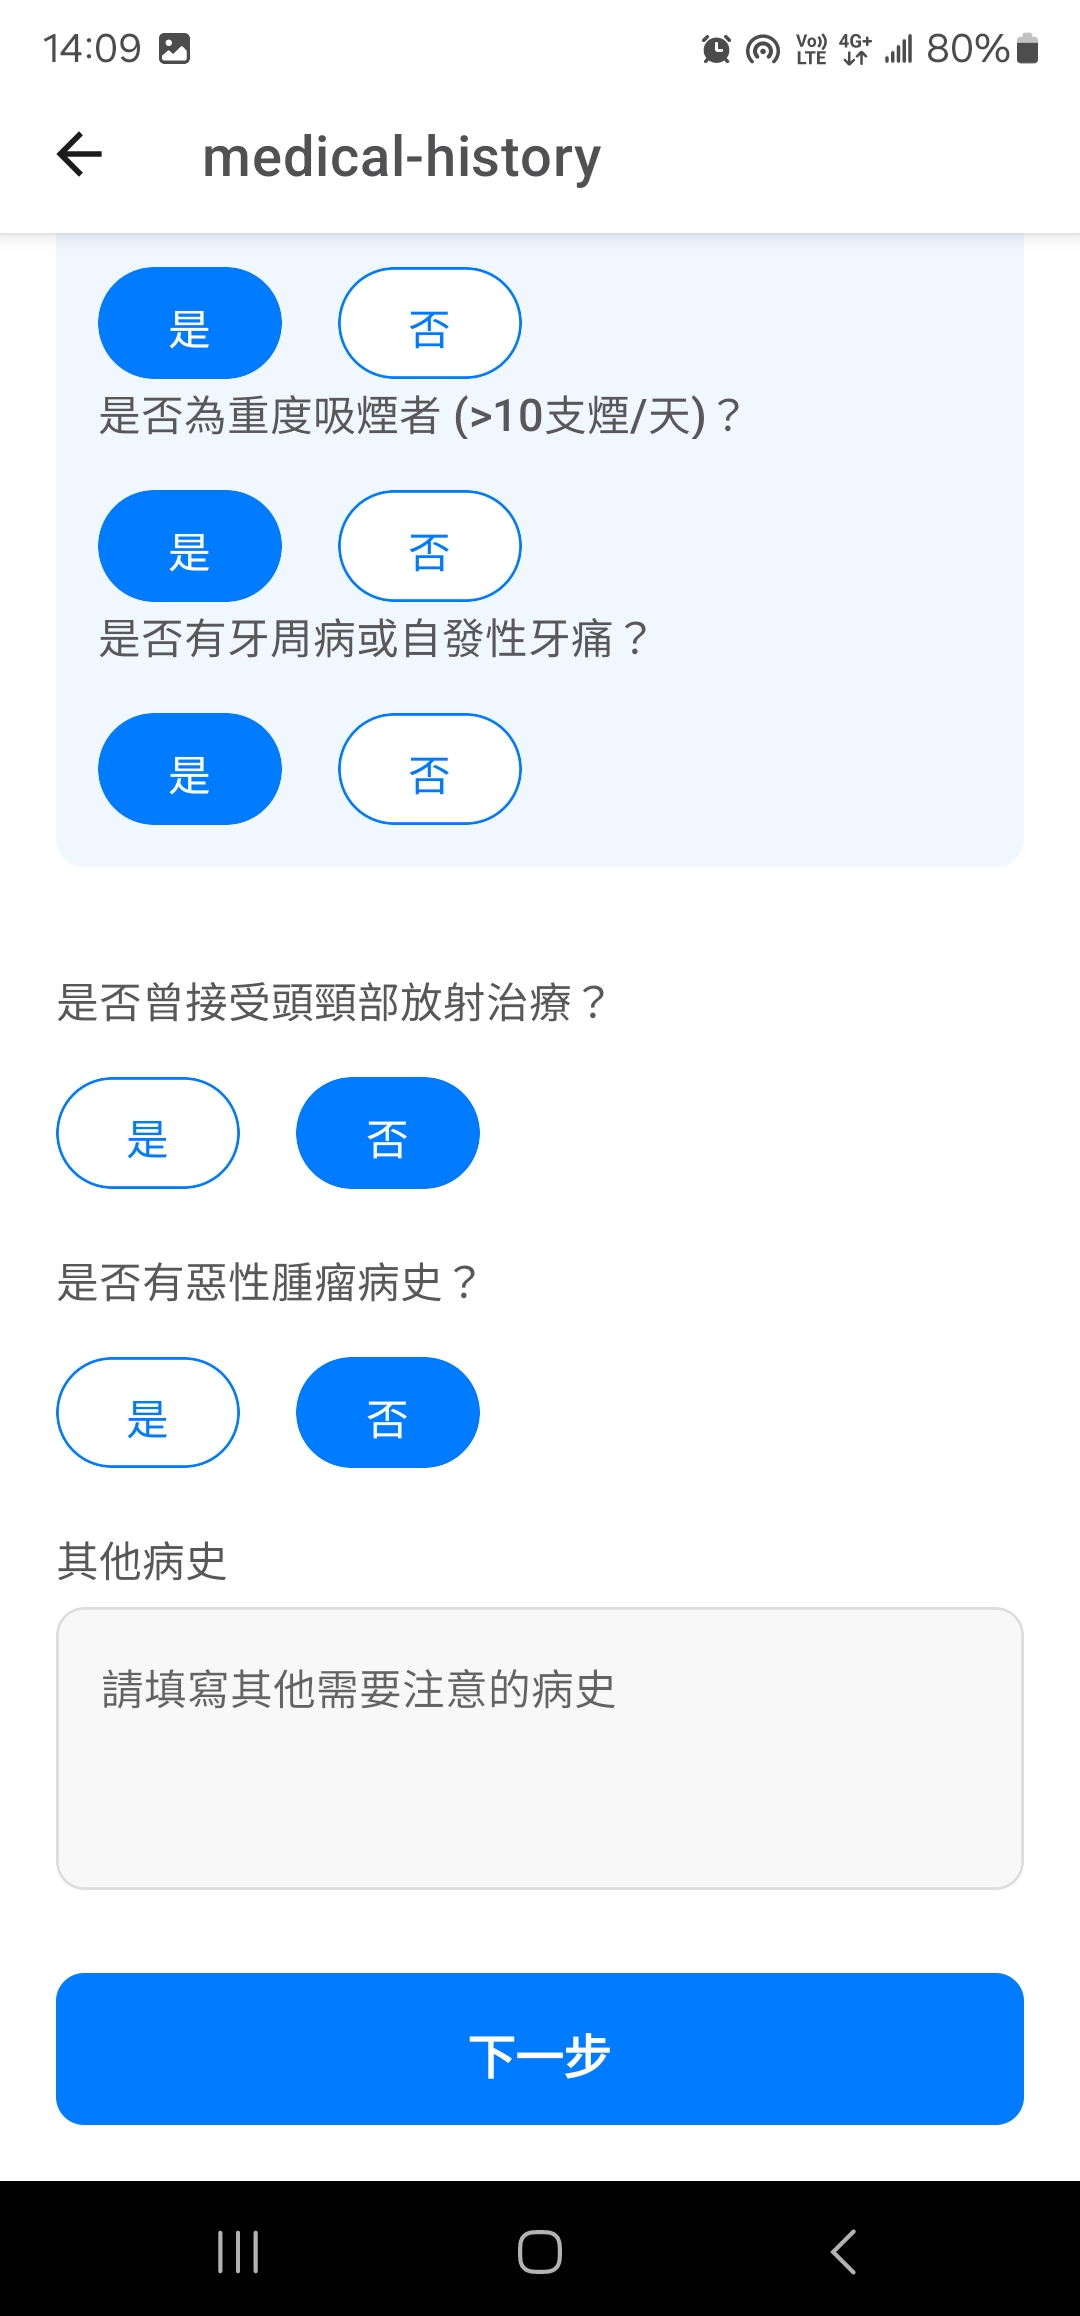 14:09 Vo)) LTE 4G+ 80%
medical-history
是 否
是否為重度吸煙者 (>10支煙/天)？
是 否
是否有牙周病或自發性牙痛？
是 否
是否曾接受頭頸部放射治療？
是 否
是否有惡性腫瘤病史？
是 否
其他病史
請填寫其他需要注意的病史
下一步